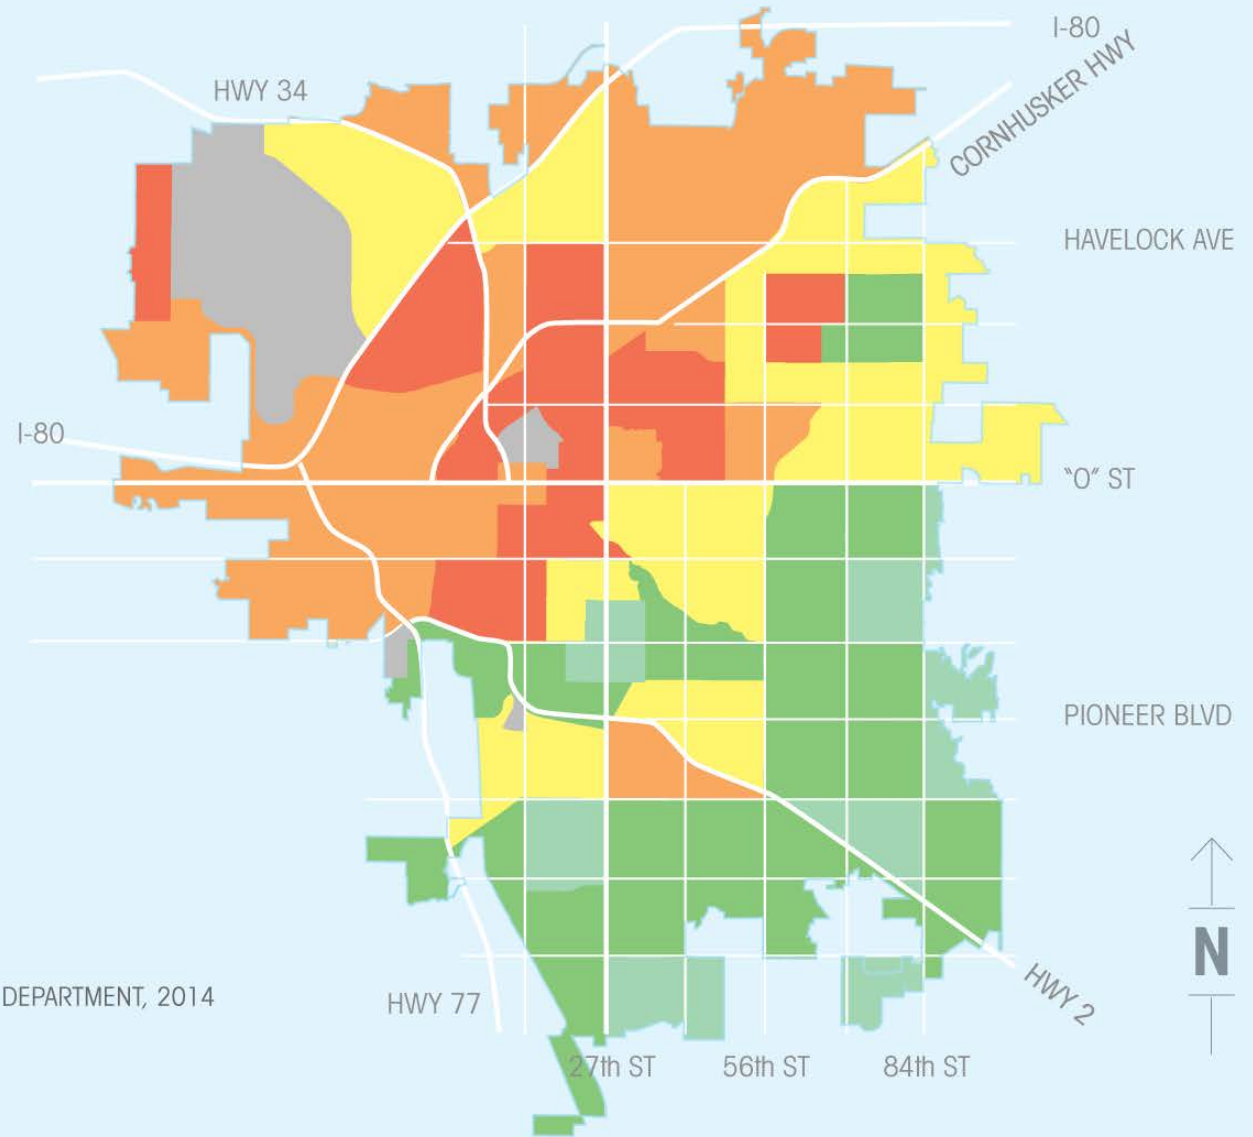 I-80
CORNHUSKER HWY
HWY 34
HAVELOCK AVE
I-80
"O" ST
PIONEER BLVD
N
DEPARTMENT, 2014
HWY 77
HWY 2
27th ST
56th ST
84th ST